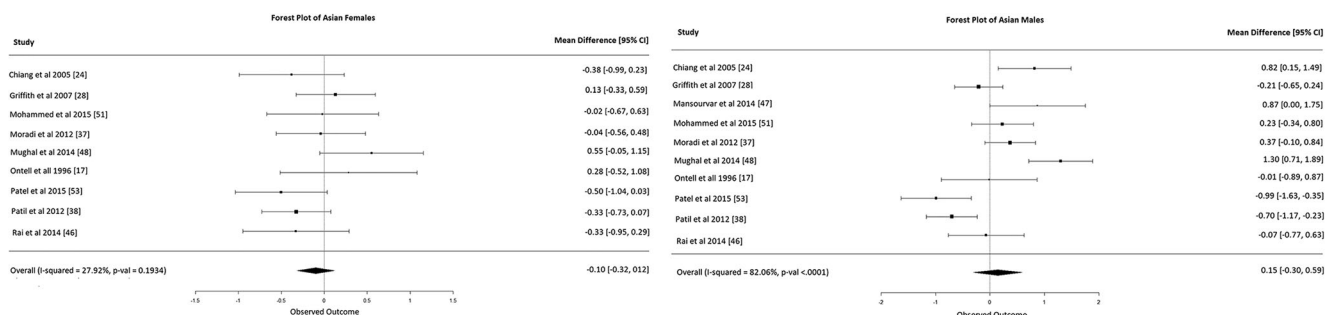 Forest Plot of Asian Females
Study Mean Difference [95% CI]
Chiang et al 2005 [24] -0.38 [-0.99, 0.23]
Griffith et al 2007 [28] 0.13 [-0.33, 0.59]
Mohammed et al 2015 [51] -0.02 [-0.67, 0.63]
Moradi et al 2012 [37] -0.04 [-0.56, 0.48]
Mughal et al 2014 [48] 0.55 [-0.05, 1.15]
Ontell et all 1996 [17] 0.28 [-0.52, 1.08]
Patel et al 2015 [53] -0.50 [-1.04, 0.03]
Patil et al 2012 [38] -0.33 [-0.73, 0.07]
Rai et al 2014 [46] -0.33 [-0.95, 0.29]
Overall (I-squared = 27.92%, p-val = 0.1934) -0.10 [-0.32, 012]
-1.5 -1 -0.5 0 0.5 1 1.5
Observed Outcome
Forest Plot of Asian Males
Study Mean Difference [95% CI]
Chiang et al 2005 [24] 0.82 [0.15, 1.49]
Griffith et al 2007 [28] -0.21 [-0.65, 0.24]
Mansourvar et al 2014 [47] 0.87 [0.00, 1.75]
Mohammed et al 2015 [51] 0.23 [-0.34, 0.80]
Moradi et al 2012 [37] 0.37 [-0.10, 0.84]
Mughal et al 2014 [48] 1.30 [0.71, 1.89]
Ontell et all 1996 [17] -0.01 [-0.89, 0.87]
Patel et al 2015 [53] -0.99 [-1.63, -0.35]
Patil et al 2012 [38] -0.70 [-1.17, -0.23]
Rai et al 2014 [46] -0.07 [-0.77, 0.63]
Overall (I-squared = 82.06%, p-val <.0001) 0.15 [-0.30, 0.59]
-2 -1 0 1 2
Observed Outcome